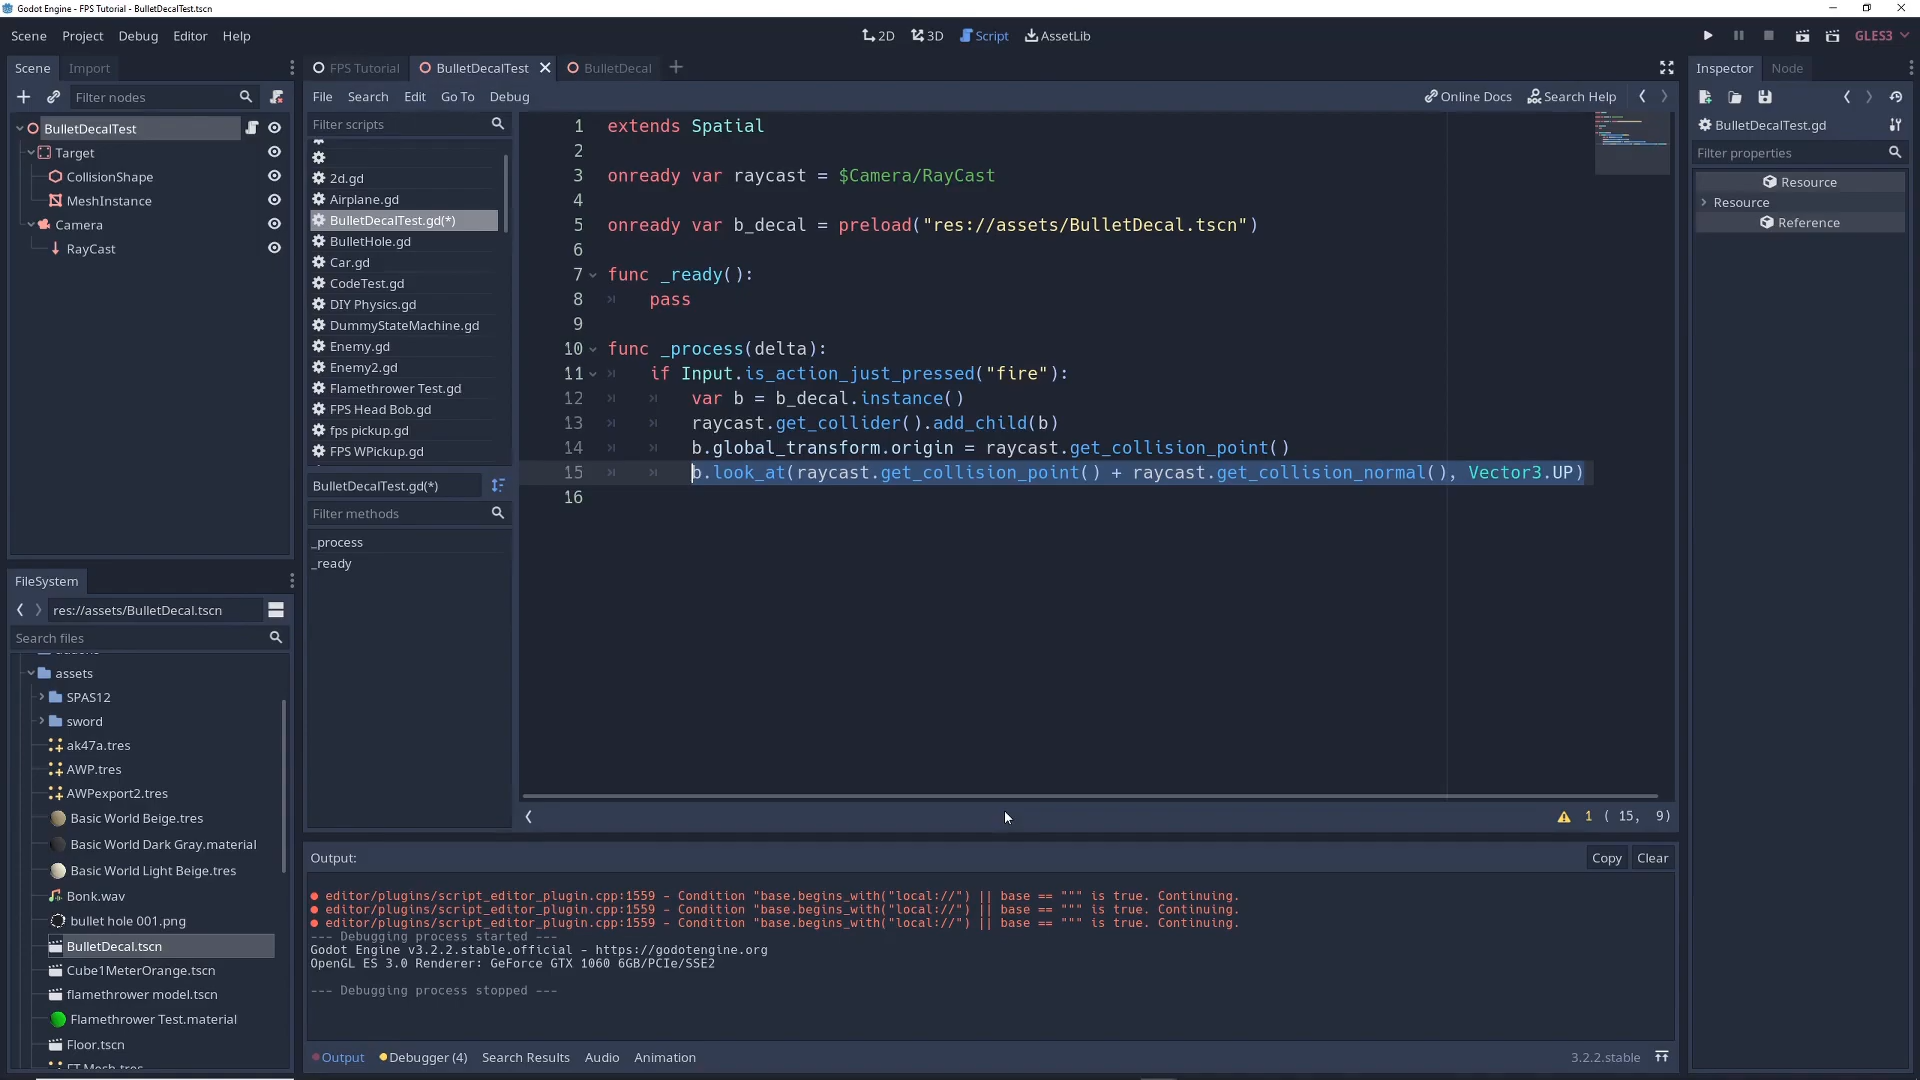 Godot Engine - FPS Tutorial - BulletDecalTest.tscn
Scene Project Debug Editor Help
2D 3D Script AssetLib
GLES3
Scene Import
Filter nodes
BulletDecalTest
Target
CollisionShape
MeshInstance
Camera
RayCast
FileSystem
res://assets/BulletDecal.tscn
Search files
assets
SPAS12
sword
ak47a.tres
AWP.tres
AWPexport2.tres
Basic World Beige.tres
Basic World Dark Gray.material
Basic World Light Beige.tres
Bonk.wav
bullet hole 001.png
BulletDecal.tscn
Cube1MeterOrange.tscn
flamethrower model.tscn
Flamethrower Test.material
Floor.tscn
FPS Tutorial BulletDecalTest BulletDecal
File Search Edit Go To Debug
Online Docs Search Help
Filter scripts
2d.gd
Airplane.gd
BulletDecalTest.gd(*)
BulletHole.gd
Car.gd
CodeTest.gd
DIY Physics.gd
DummyStateMachine.gd
Enemy.gd
Enemy2.gd
Flamethrower Test.gd
FPS Head Bob.gd
fps pickup.gd
FPS WPickup.gd
BulletDecalTest.gd(*)
Filter methods
_process
_ready
1 extends Spatial
2
3 onready var raycast = $Camera/RayCast
4
5 onready var b_decal = preload("res://assets/BulletDecal.tscn")
6
7 func _ready():
8 pass
9
10 func _process(delta):
11 if Input.is_action_just_pressed("fire"):
12 var b = b_decal.instance()
13 raycast.get_collider().add_child(b)
14 b.global_transform.origin = raycast.get_collision_point()
15 b.look_at(raycast.get_collision_point() + raycast.get_collision_normal(), Vector3.UP)
16
1 ( 15, 9)
Output:
Copy Clear
editor/plugins/script_editor_plugin.cpp:1559 - Condition "base.begins_with("local://") || base == """ is true. Continuing.
editor/plugins/script_editor_plugin.cpp:1559 - Condition "base.begins_with("local://") || base == """ is true. Continuing.
editor/plugins/script_editor_plugin.cpp:1559 - Condition "base.begins_with("local://") || base == """ is true. Continuing.
--- Debugging process started ---
Godot Engine v3.2.2.stable.official - https://godotengine.org
OpenGL ES 3.0 Renderer: GeForce GTX 1060 6GB/PCIe/SSE2
--- Debugging process stopped ---
Output Debugger (4) Search Results Audio Animation
3.2.2.stable
Inspector Node
BulletDecalTest.gd
Filter properties
Resource
Resource
Reference